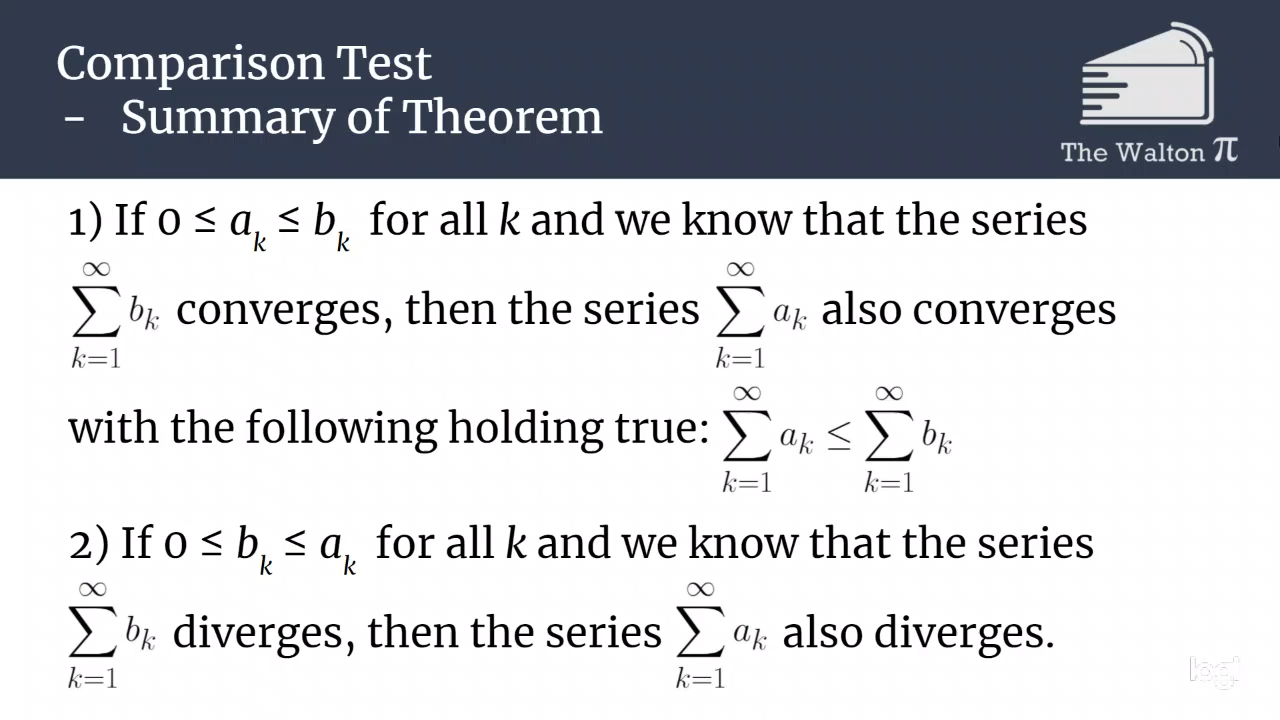 Comparison Test
- Summary of Theorem
The Walton π
1) If 0 ≤ a_k ≤ b_k for all k and we know that the series
∑_{k=1}^{∞} b_k converges, then the series ∑_{k=1}^{∞} a_k also converges
with the following holding true: ∑_{k=1}^{∞} a_k ≤ ∑_{k=1}^{∞} b_k
2) If 0 ≤ b_k ≤ a_k for all k and we know that the series
∑_{k=1}^{∞} b_k diverges, then the series ∑_{k=1}^{∞} a_k also diverges.